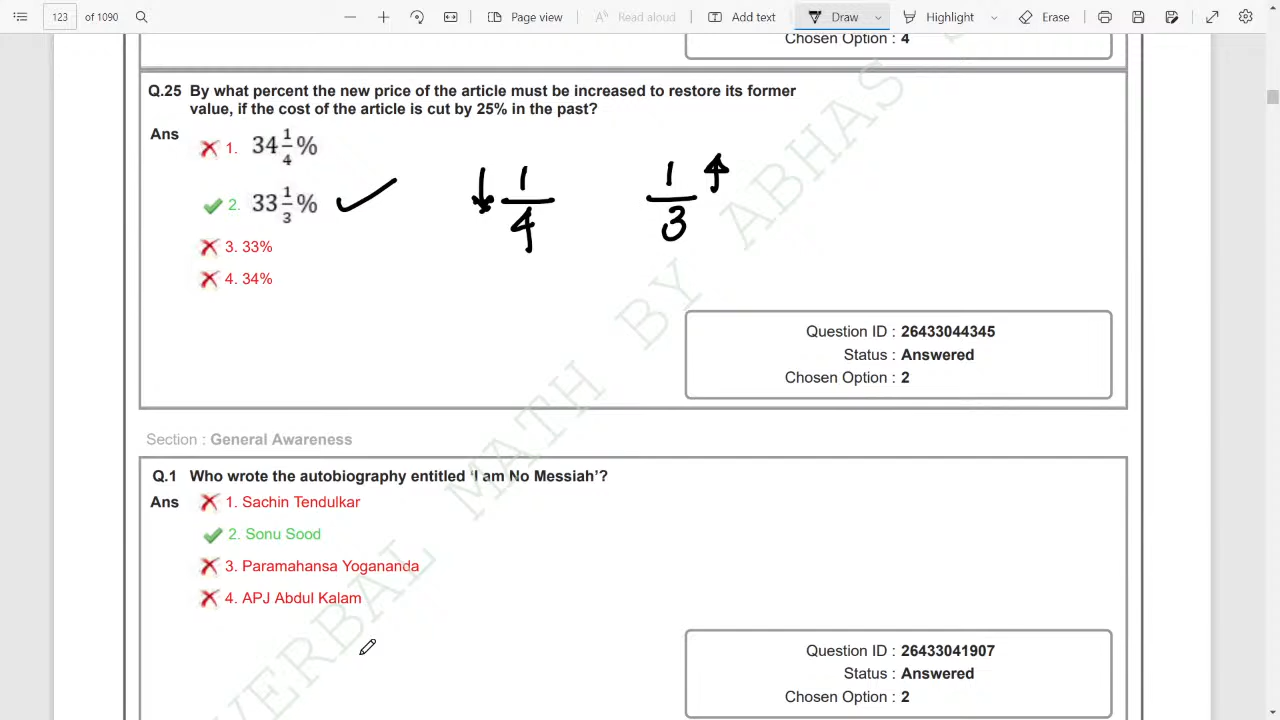 123 of 1090 Page view Read aloud Add text Draw Highlight Erase
Chosen Option : 4
Q.25 By what percent the new price of the article must be increased to restore its former
value, if the cost of the article is cut by 25% in the past?
Ans
1. 34 1/4 %
2. 33 1/3 %
3. 33%
4. 34%
↓ 1/4 1/3 ↑
Question ID : 26433044345
Status : Answered
Chosen Option : 2
Section : General Awareness
Q.1 Who wrote the autobiography entitled 'I am No Messiah'?
Ans
1. Sachin Tendulkar
2. Sonu Sood
3. Paramahansa Yogananda
4. APJ Abdul Kalam
Question ID : 26433041907
Status : Answered
Chosen Option : 2
VERBAL MATH BY ABHAS